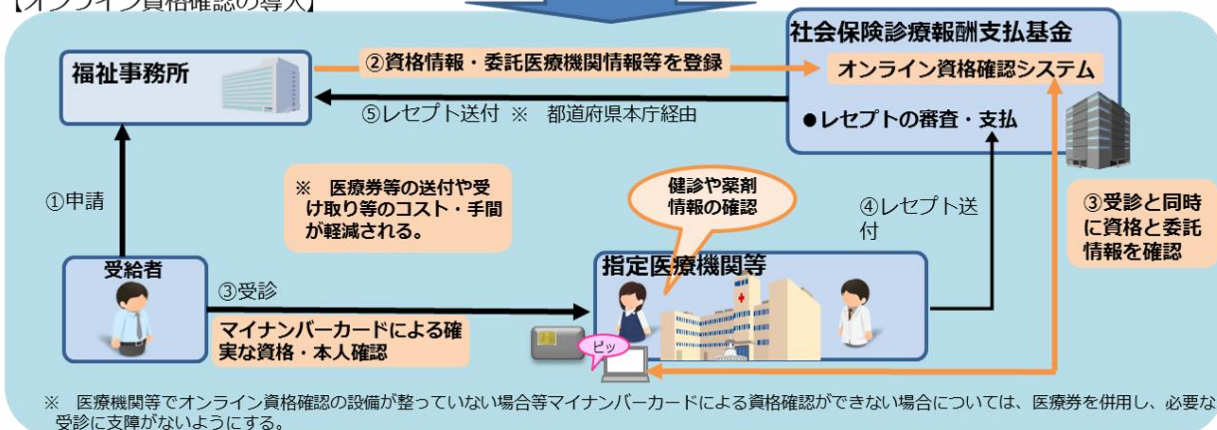 【オンライン資格確認の導入】
社会保険診療報酬支払基金
福祉事務所
②資格情報・委託医療機関情報等を登録
オンライン資格確認システム
⑤レセプト送付 ※ 都道府県本庁経由
●レセプトの審査・支払
①申請
※ 医療券等の送付や受
け取り等のコスト・手間
が軽減される。
健診や薬剤
情報の確認
④レセプト送
付
③受診と同時
に資格と委託
情報を確認
受給者
指定医療機関等
③受診
マイナンバーカードによる確
実な資格・本人確認
ピッ
※ 医療機関等でオンライン資格確認の設備が整っていない場合等マイナンバーカードによる資格確認ができない場合については、医療券を併用し、必要な
受診に支障がないようにする。